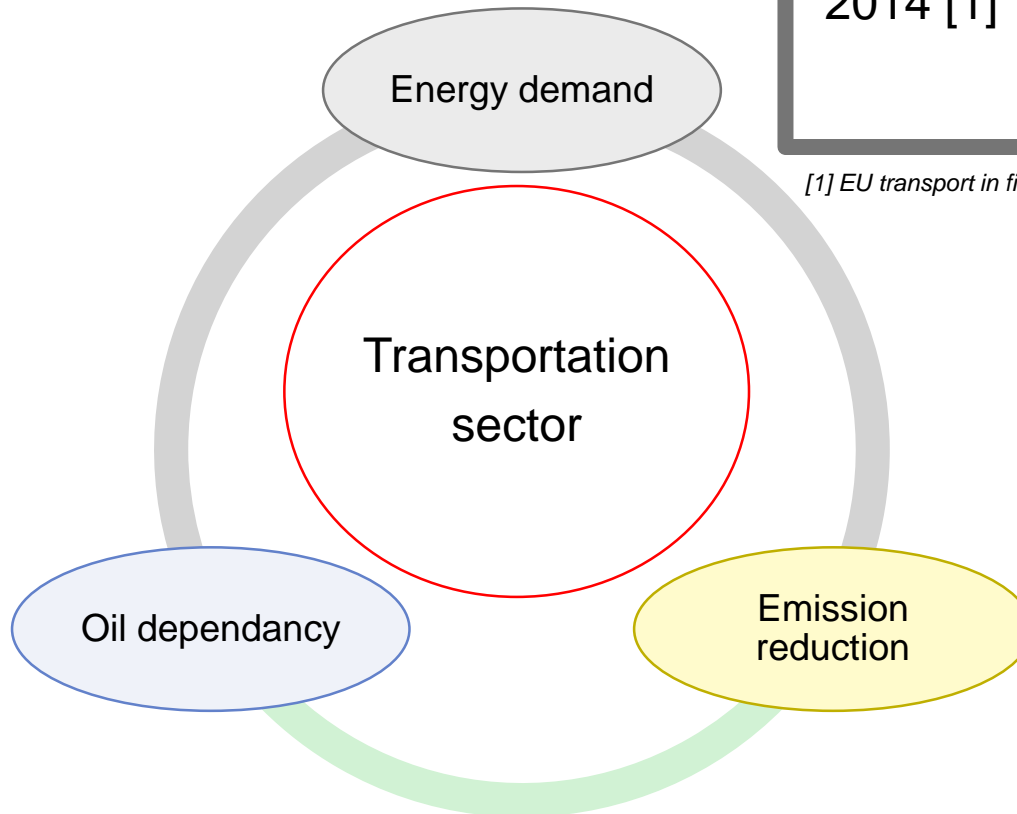 2014 [1]
Energy demand
[1] EU transport in
Transportation
sector
Oil dependancy
Emission
reduction